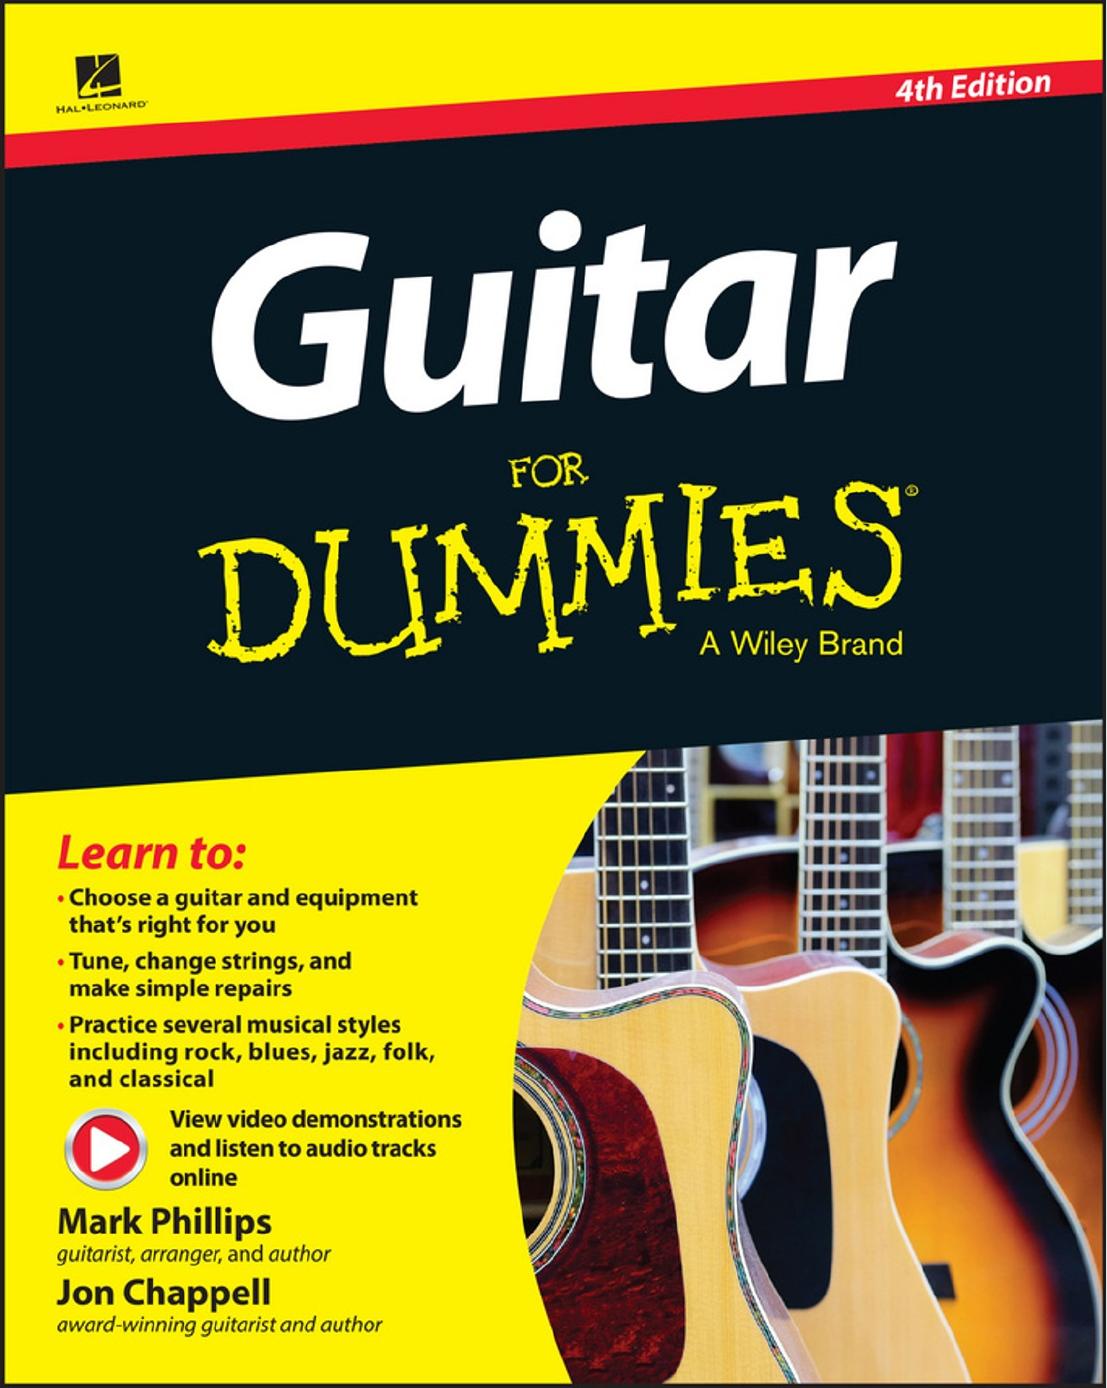 HAL•LEONARD®
4th Edition
Guitar
FOR
DUMMIES®
A Wiley Brand
Learn to:
• Choose a guitar and equipment
that's right for you
• Tune, change strings, and
make simple repairs
• Practice several musical styles
including rock, blues, jazz, folk,
and classical
View video demonstrations
and listen to audio tracks
online
Mark Phillips
guitarist, arranger, and author
Jon Chappell
award-winning guitarist and author